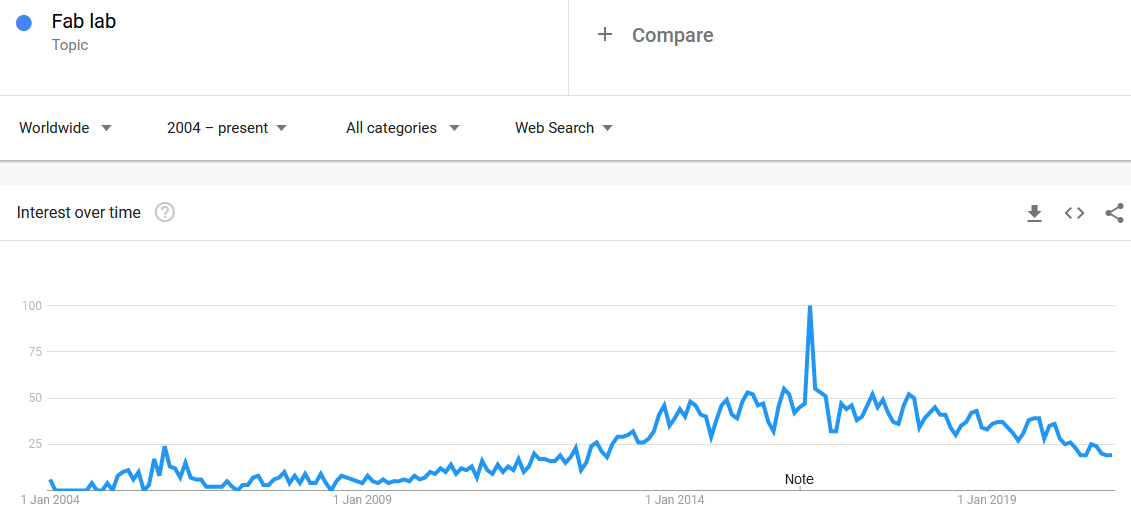 Fab lab
Topic
+ Compare
Worldwide 2004 – present All categories Web Search
Interest over time ?
100
75
50
25
Note
1 Jan 2004 1 Jan 2009 1 Jan 2014 1 Jan 2019